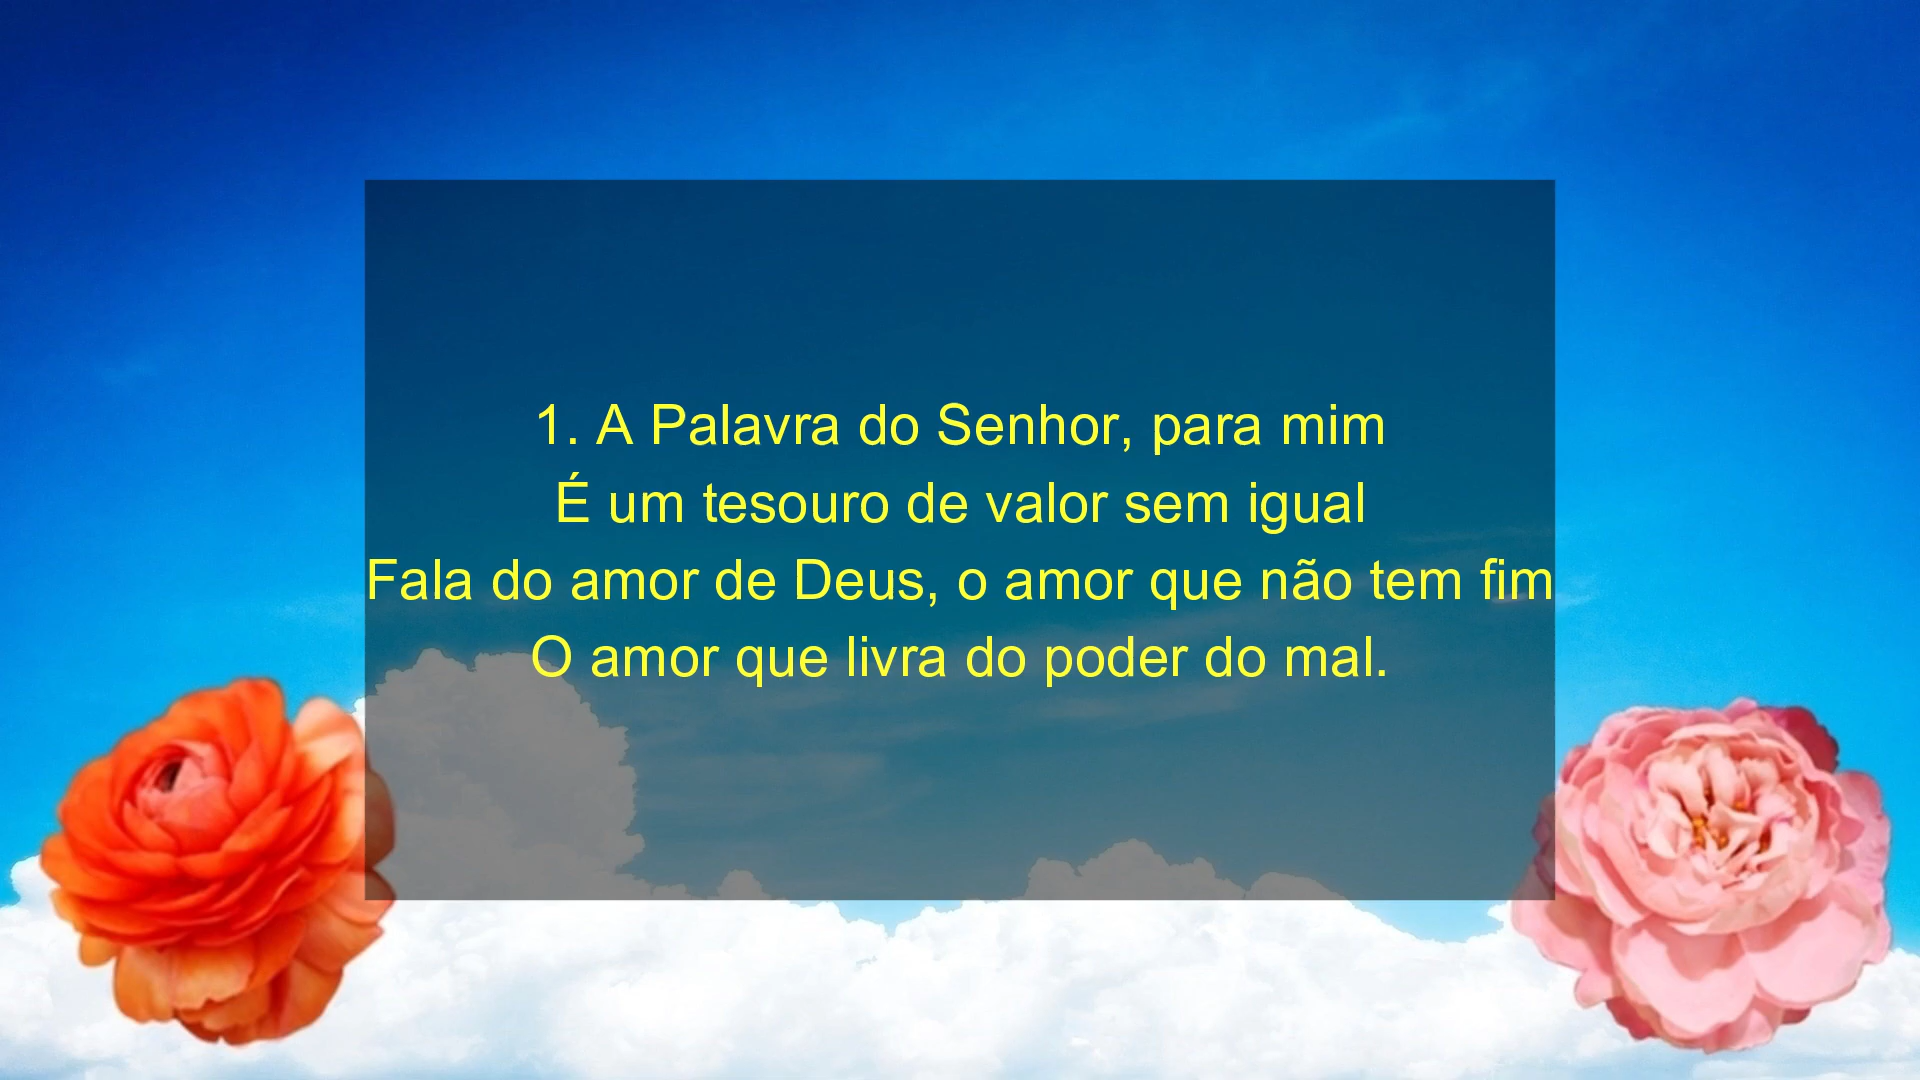 1. A Palavra do Senhor, para mim
É um tesouro de valor sem igual
Fala do amor de Deus, o amor que não tem fim
O amor que livra do poder do mal.